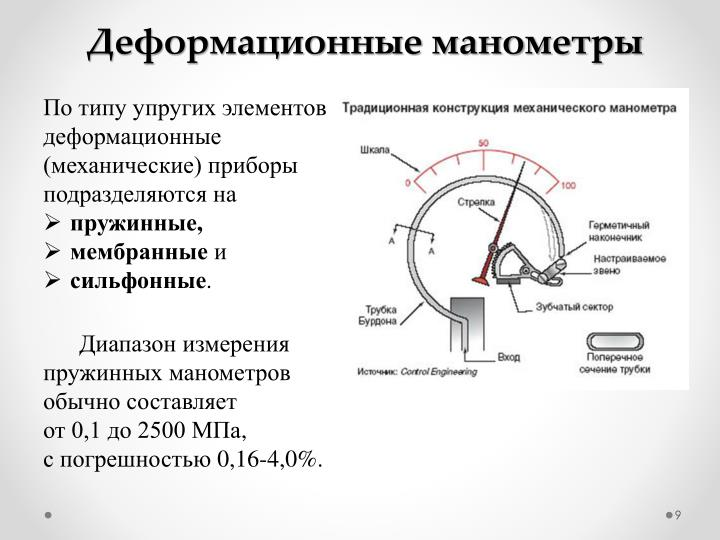 Деформационные манометры
По типу упругих элементов
деформационные
(механические) приборы
подразделяются на
➢ пружинные,
➢ мембранные и
➢ сильфонные.
Диапазон измерения
пружинных манометров
обычно составляет
от 0,1 до 2500 МПа,
с погрешностью 0,16-4,0%.
Традиционная конструкция механического манометра
Шкала
0
50
100
Стрелка
A
A
Герметичный
наконечник
Настраиваемое
звено
Зубчатый сектор
Трубка
Бурдона
Вход
Поперечное
сечение трубки
Источник: Control Engineering
9